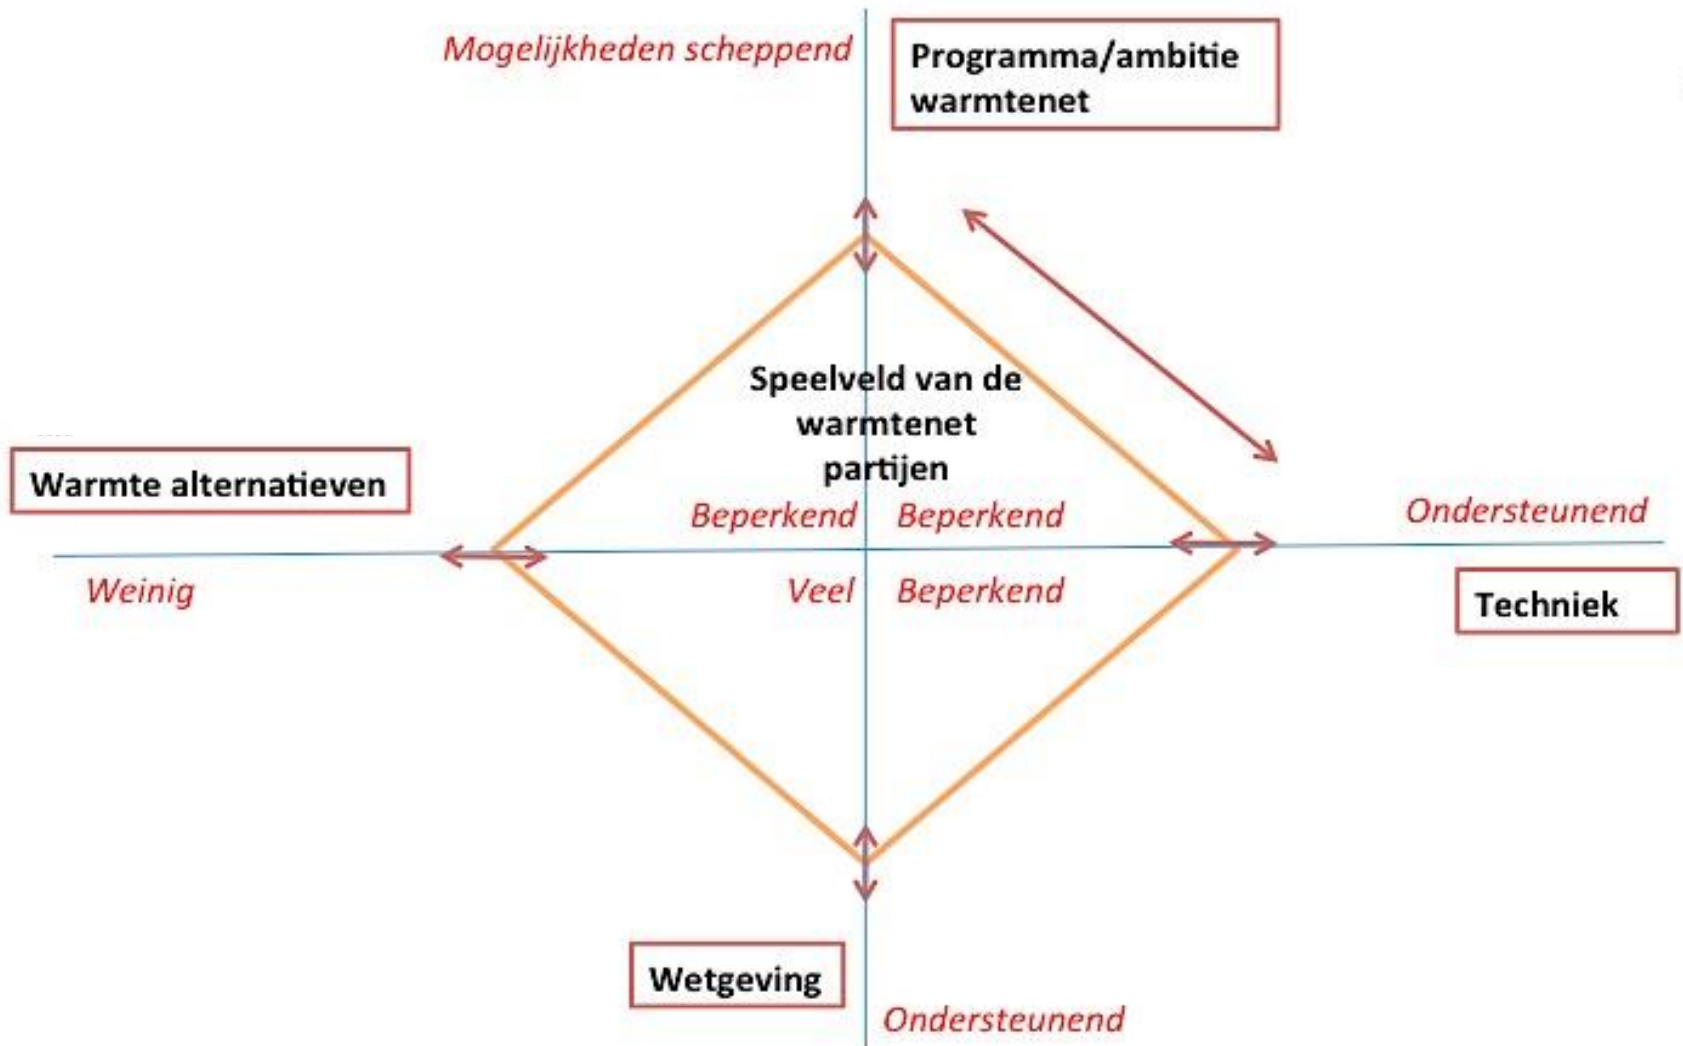 Mogelijkheden scheppend
Programma/ambitie
warmtenet
Speelveld van de
warmtenet
partijen
Warmte alternatieven
Beperkend
Beperkend
Ondersteunend
Weinig
Veel
Beperkend
Techniek
Wetgeving
Ondersteunend